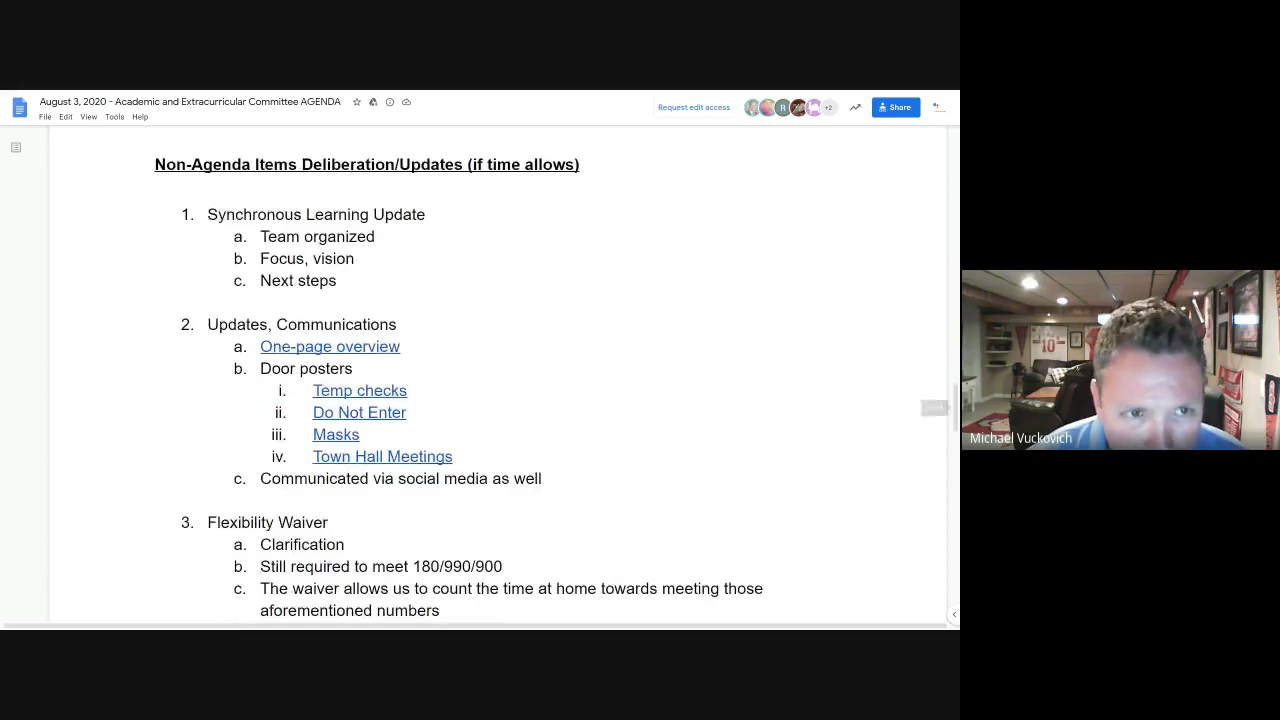 August 3, 2020 - Academic and Extracurricular Committee AGENDA
File Edit View Tools Help
Request edit access
R
+2
Share
Non-Agenda Items Deliberation/Updates (if time allows)
1. Synchronous Learning Update
a. Team organized
b. Focus, vision
c. Next steps
2. Updates, Communications
a. One-page overview
b. Door posters
i. Temp checks
ii. Do Not Enter
iii. Masks
iv. Town Hall Meetings
c. Communicated via social media as well
3. Flexibility Waiver
a. Clarification
b. Still required to meet 180/990/900
c. The waiver allows us to count the time at home towards meeting those
aforementioned numbers
10
Michael Vuckovich